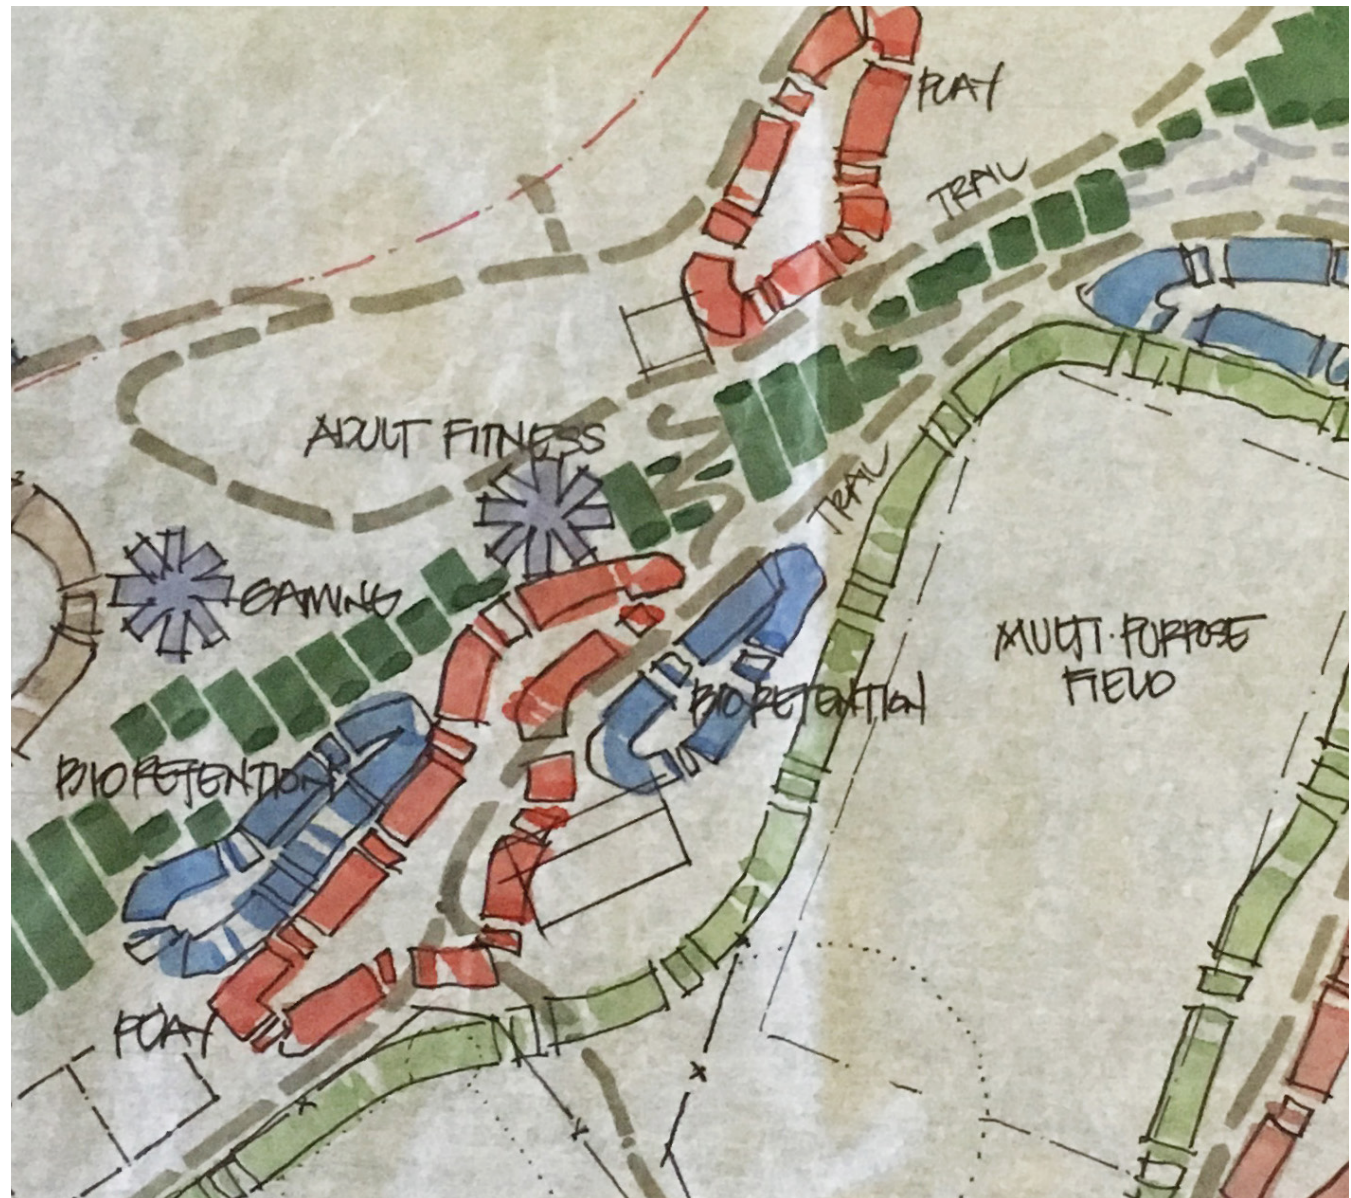 PLAY
TRAIL
ADULT FITNESS
TRAIL
GAMING
MULTI-PURPOSE
FIELD
BIORETENTION
BIORETENTION
PLAY